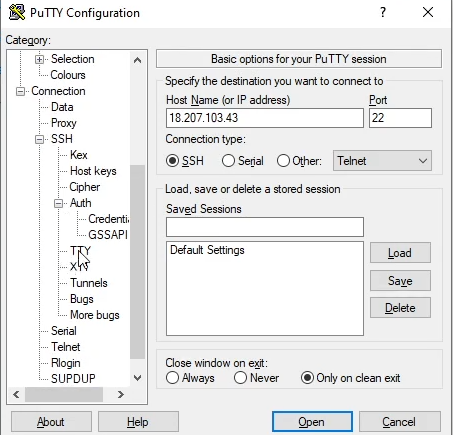 PuTTY Configuration
?
Category:
Selection
Colours
Connection
Data
Proxy
SSH
Kex
Host keys
Cipher
Auth
Credenti
GSSAPI
TTY
X11
Tunnels
Bugs
More bugs
Serial
Telnet
Rlogin
SUPDUP
Basic options for your PuTTY session
Specify the destination you want to connect to
Host Name (or IP address) Port
18.207.103.43 22
Connection type:
SSH Serial Other: Telnet
Load, save or delete a stored session
Saved Sessions
Default Settings
Load
Save
Delete
Close window on exit:
Always Never Only on clean exit
About Help Open Cancel